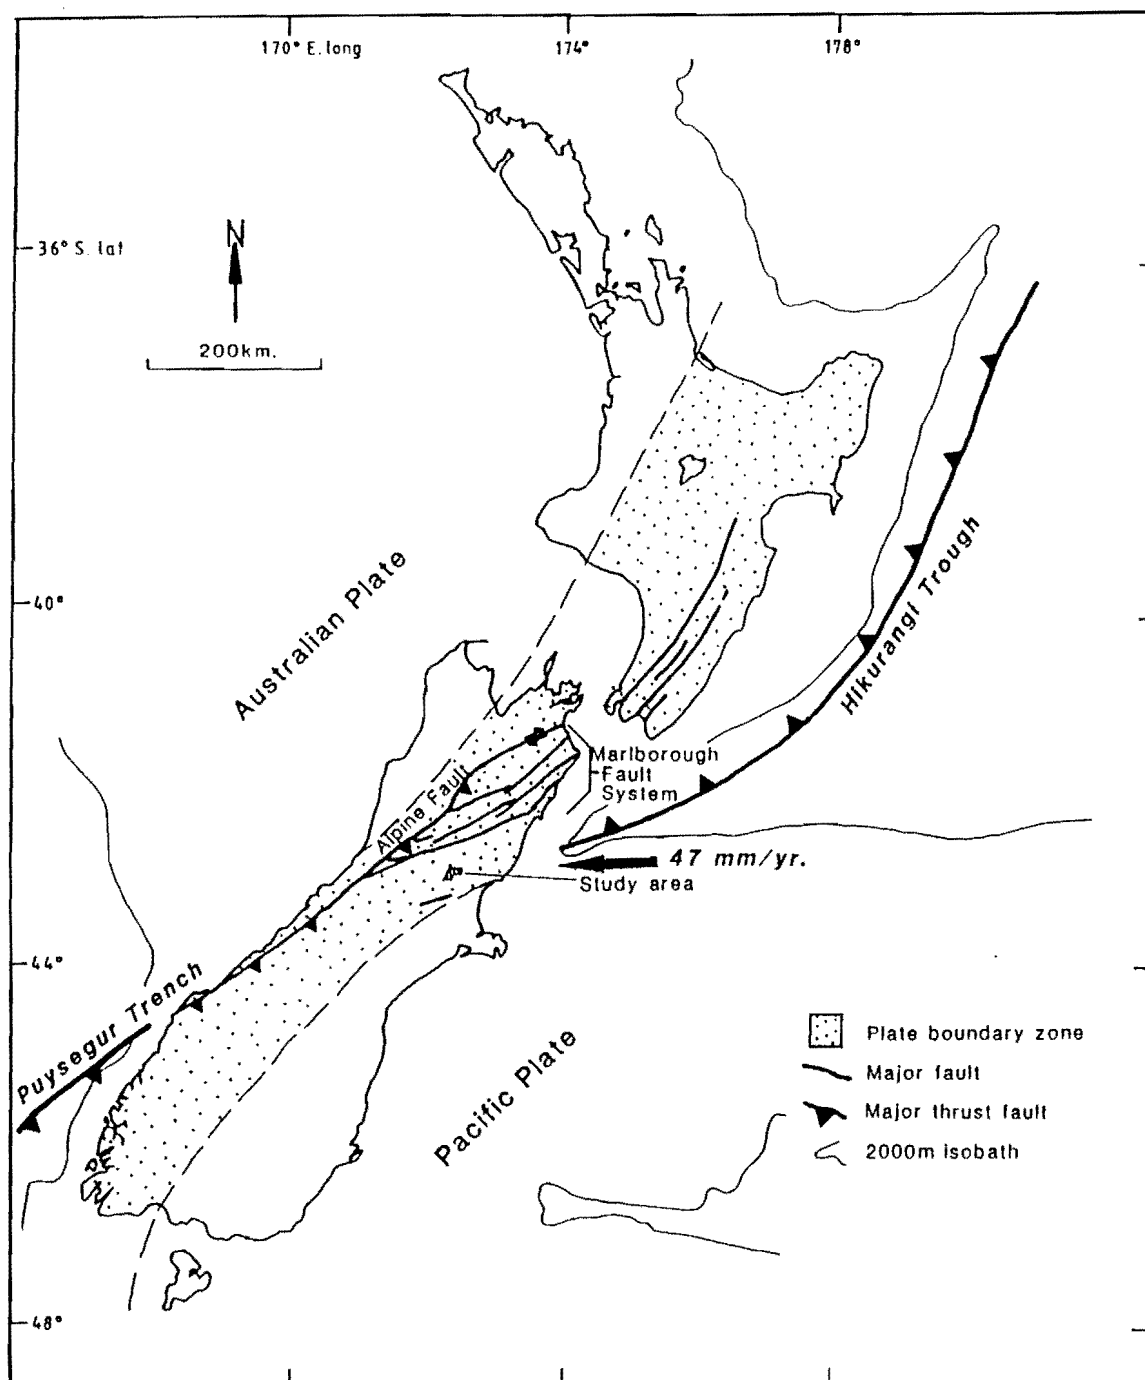 170° E. long
174°
178°
36° S. lat
N
200km.
40°
Australian Plate
Hikurangi Trough
Marlborough
Fault
System
Alpine Fault
47 mm/yr.
Study area
44°
Puysegur Trench
Pacific Plate
Plate boundary zone
Major fault
Major thrust fault
2000m isobath
48°